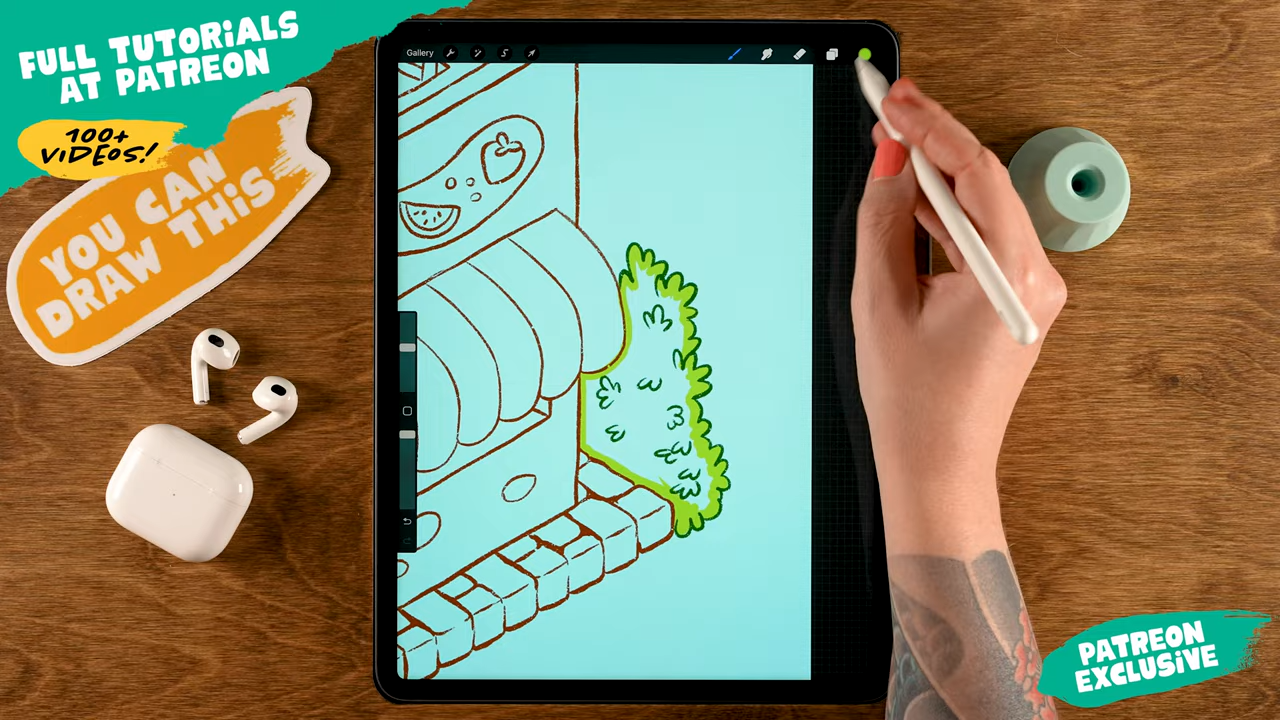 FULL TUTORiALS
AT PATREON
100+
ViDEOS!
YOU CAN
DRAW THiS
Gallery
PATREON
EXCLUSiVE